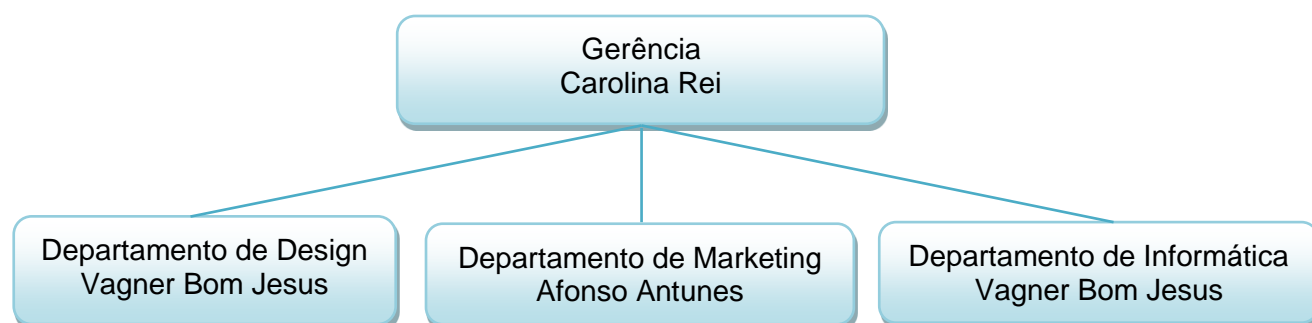 Gerência
Carolina Rei
Departamento de Design
Vagner Bom Jesus
Departamento de Marketing
Afonso Antunes
Departamento de Informática
Vagner Bom Jesus